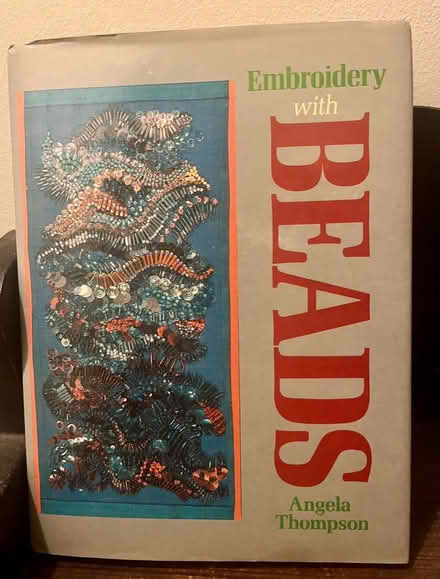 Embroidery
with
BEADS
Angela
Thompson